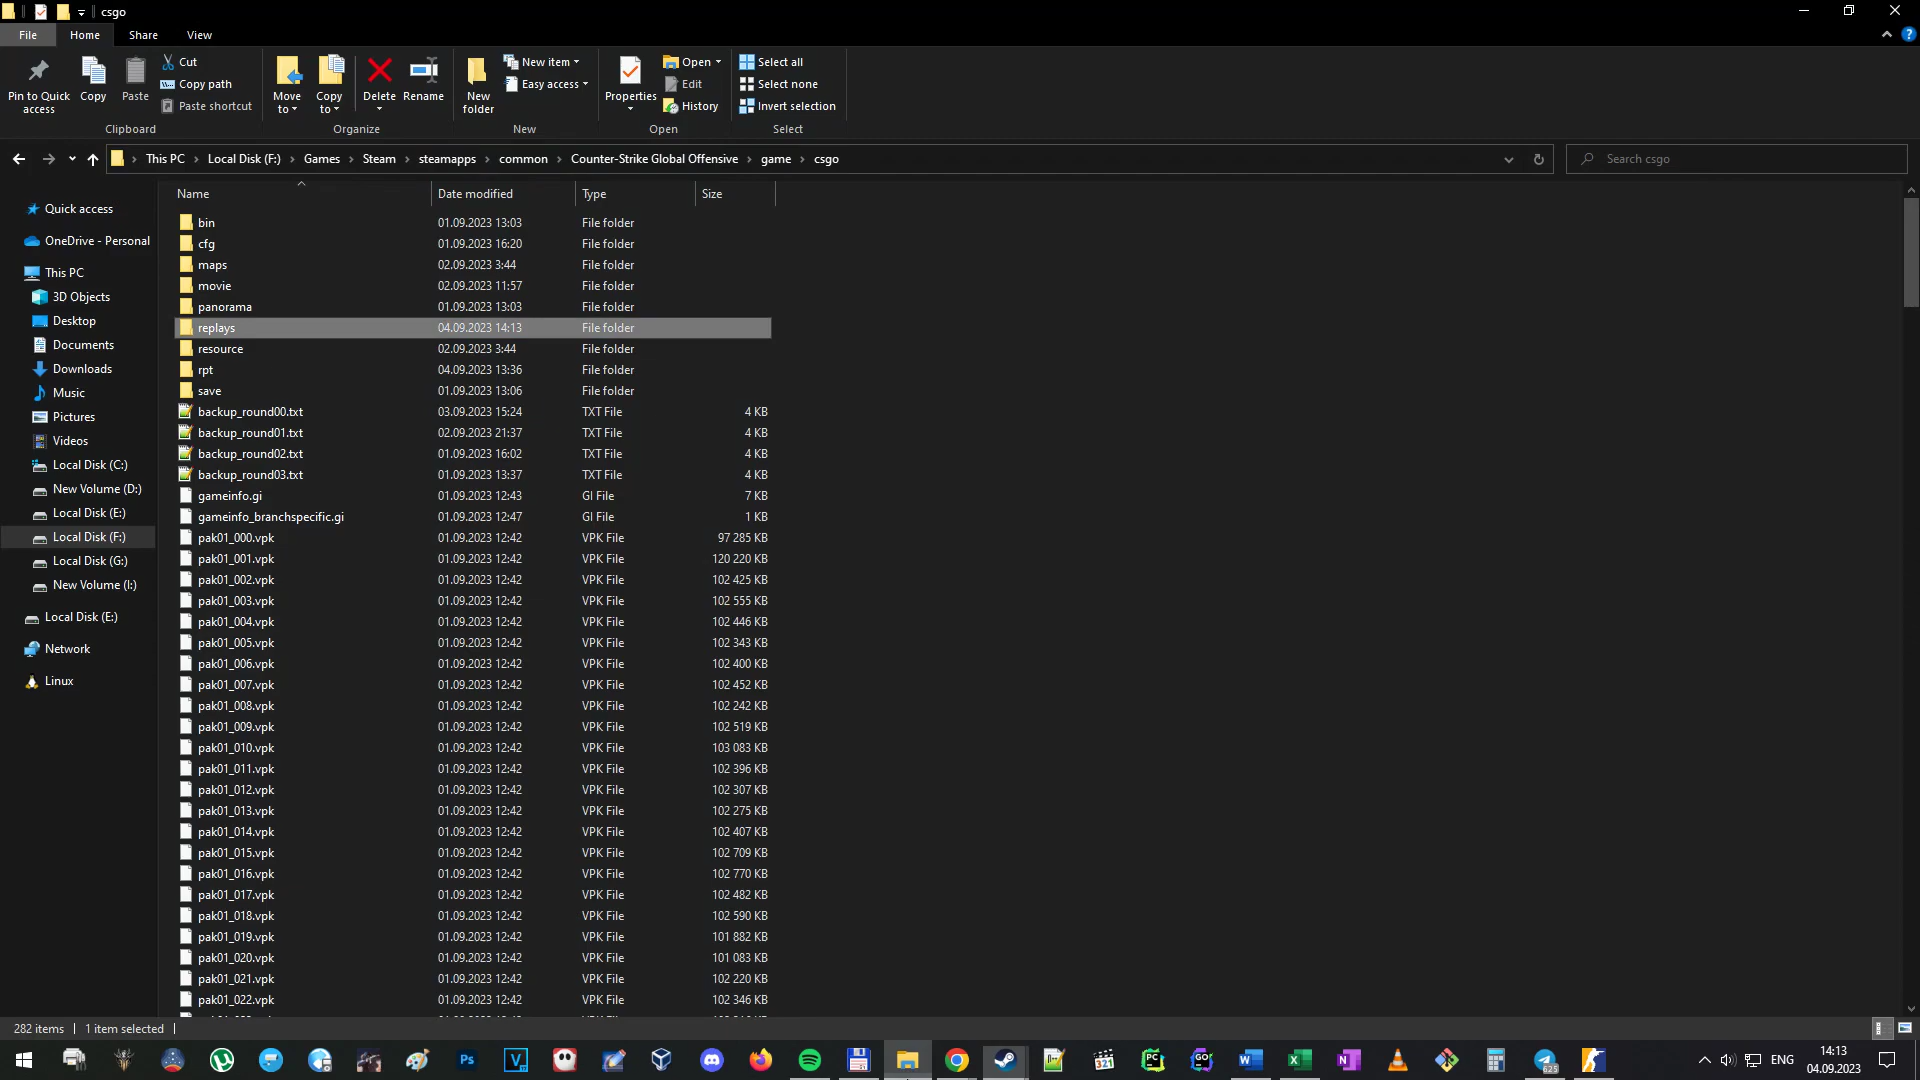 csgo
File Home Share View
Pin to Quick access
Copy
Paste
Cut
Copy path
Paste shortcut
Clipboard
Move to
Copy to
Delete
Rename
Organize
New folder
New item
Easy access
New
Properties
Open
Edit
History
Open
Select all
Select none
Invert selection
Select
This PC Local Disk (F:) Games Steam steamapps common Counter-Strike Global Offensive game csgo
Search csgo
Quick access
OneDrive - Personal
This PC
3D Objects
Desktop
Documents
Downloads
Music
Pictures
Videos
Local Disk (C:)
New Volume (D:)
Local Disk (E:)
Local Disk (F:)
Local Disk (G:)
New Volume (I:)
Local Disk (E:)
Network
Linux
Name Date modified Type Size
bin 01.09.2023 13:03 File folder
cfg 01.09.2023 16:20 File folder
maps 02.09.2023 3:44 File folder
movie 02.09.2023 11:57 File folder
panorama 01.09.2023 13:03 File folder
replays 04.09.2023 14:13 File folder
resource 02.09.2023 3:44 File folder
rpt 04.09.2023 13:36 File folder
save 01.09.2023 13:06 File folder
backup_round00.txt 03.09.2023 15:24 TXT File 4 KB
backup_round01.txt 02.09.2023 21:37 TXT File 4 KB
backup_round02.txt 01.09.2023 16:02 TXT File 4 KB
backup_round03.txt 01.09.2023 13:37 TXT File 4 KB
gameinfo.gi 01.09.2023 12:43 GI File 7 KB
gameinfo_branchspecific.gi 01.09.2023 12:47 GI File 1 KB
pak01_000.vpk 01.09.2023 12:42 VPK File 97 285 KB
pak01_001.vpk 01.09.2023 12:42 VPK File 120 220 KB
pak01_002.vpk 01.09.2023 12:42 VPK File 102 425 KB
pak01_003.vpk 01.09.2023 12:42 VPK File 102 555 KB
pak01_004.vpk 01.09.2023 12:42 VPK File 102 446 KB
pak01_005.vpk 01.09.2023 12:42 VPK File 102 343 KB
pak01_006.vpk 01.09.2023 12:42 VPK File 102 400 KB
pak01_007.vpk 01.09.2023 12:42 VPK File 102 452 KB
pak01_008.vpk 01.09.2023 12:42 VPK File 102 242 KB
pak01_009.vpk 01.09.2023 12:42 VPK File 102 519 KB
pak01_010.vpk 01.09.2023 12:42 VPK File 103 083 KB
pak01_011.vpk 01.09.2023 12:42 VPK File 102 396 KB
pak01_012.vpk 01.09.2023 12:42 VPK File 102 307 KB
pak01_013.vpk 01.09.2023 12:42 VPK File 102 275 KB
pak01_014.vpk 01.09.2023 12:42 VPK File 102 407 KB
pak01_015.vpk 01.09.2023 12:42 VPK File 102 709 KB
pak01_016.vpk 01.09.2023 12:42 VPK File 102 770 KB
pak01_017.vpk 01.09.2023 12:42 VPK File 102 482 KB
pak01_018.vpk 01.09.2023 12:42 VPK File 102 590 KB
pak01_019.vpk 01.09.2023 12:42 VPK File 101 882 KB
pak01_020.vpk 01.09.2023 12:42 VPK File 101 083 KB
pak01_021.vpk 01.09.2023 12:42 VPK File 102 220 KB
pak01_022.vpk 01.09.2023 12:42 VPK File 102 346 KB
282 items 1 item selected
Ps V 321 PC GO W X N 625
ENG
14:13
04.09.2023